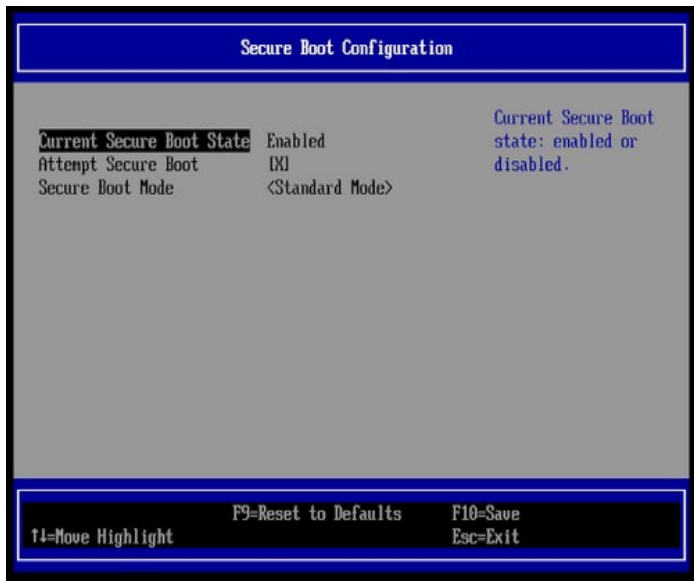 Secure Boot Configuration
Current Secure Boot State Enabled
Attempt Secure Boot [X]
Secure Boot Mode <Standard Mode>
Current Secure Boot
state: enabled or
disabled.
F9=Reset to Defaults F10=Save
↑↓=Move Highlight Esc=Exit